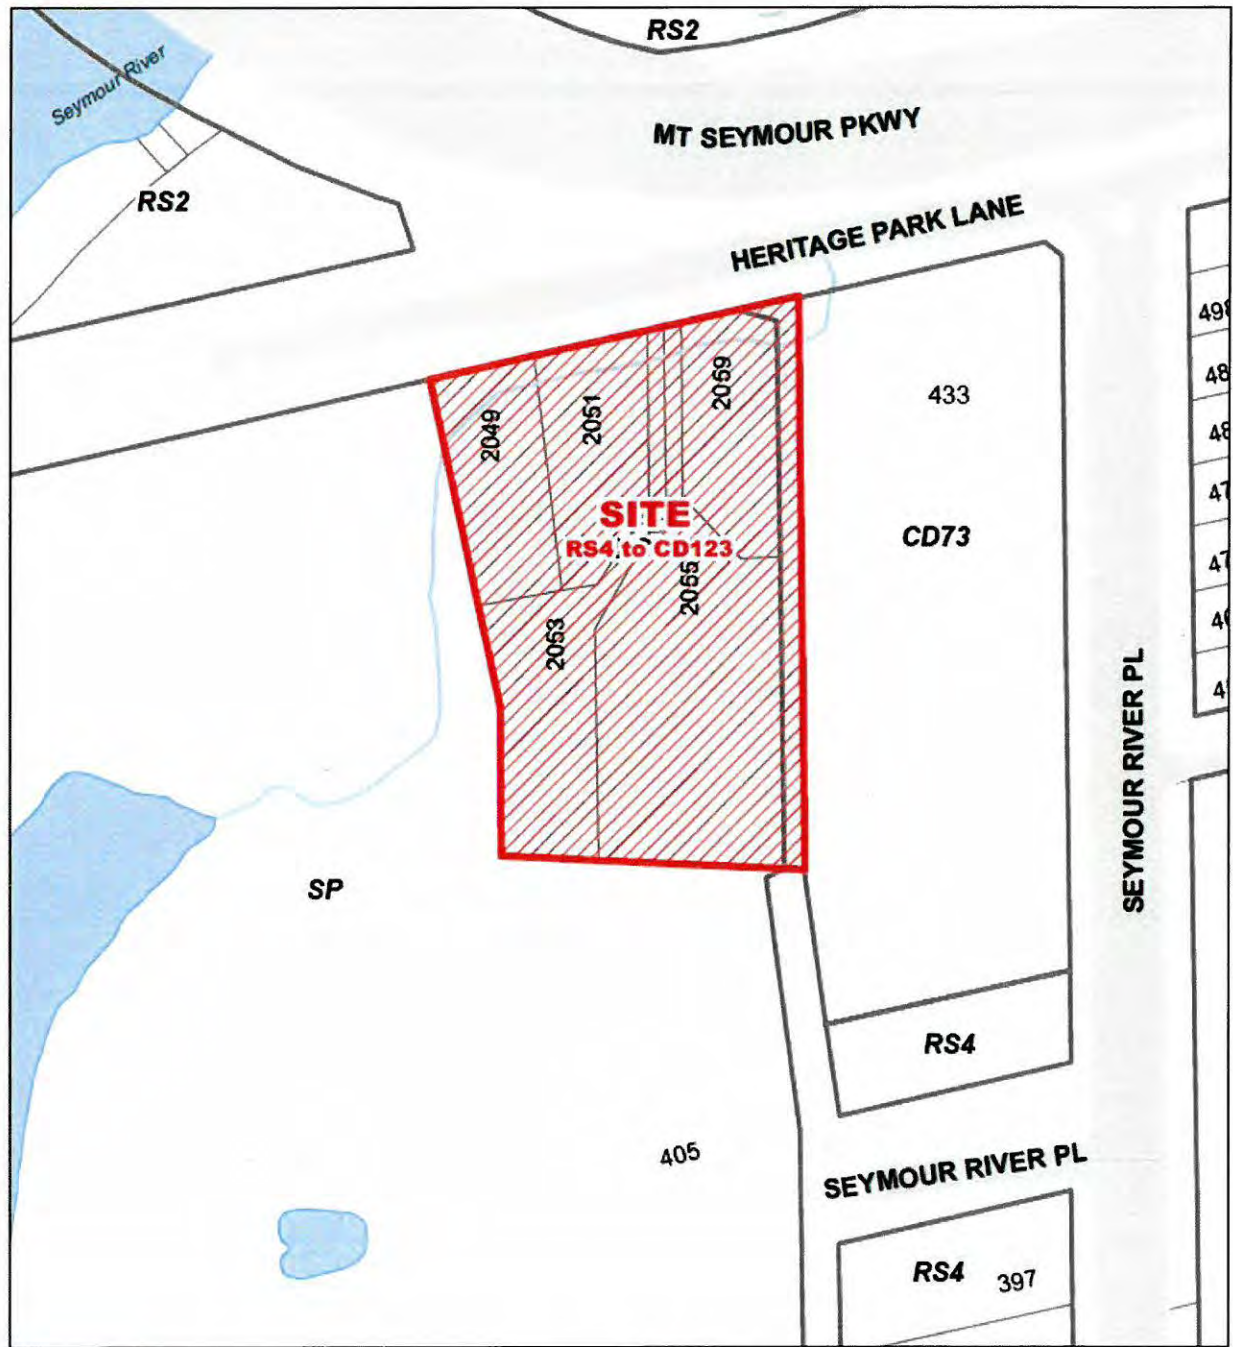 RS2
Seymour River
MT SEYMOUR PKWY
RS2
HERITAGE PARK LANE
433
2059
2051
2049
SITE
RS4 to CD123
CD73
2055
2053
SEYMOUR RIVER PL
SP
RS4
405
SEYMOUR RIVER PL
RS4
397